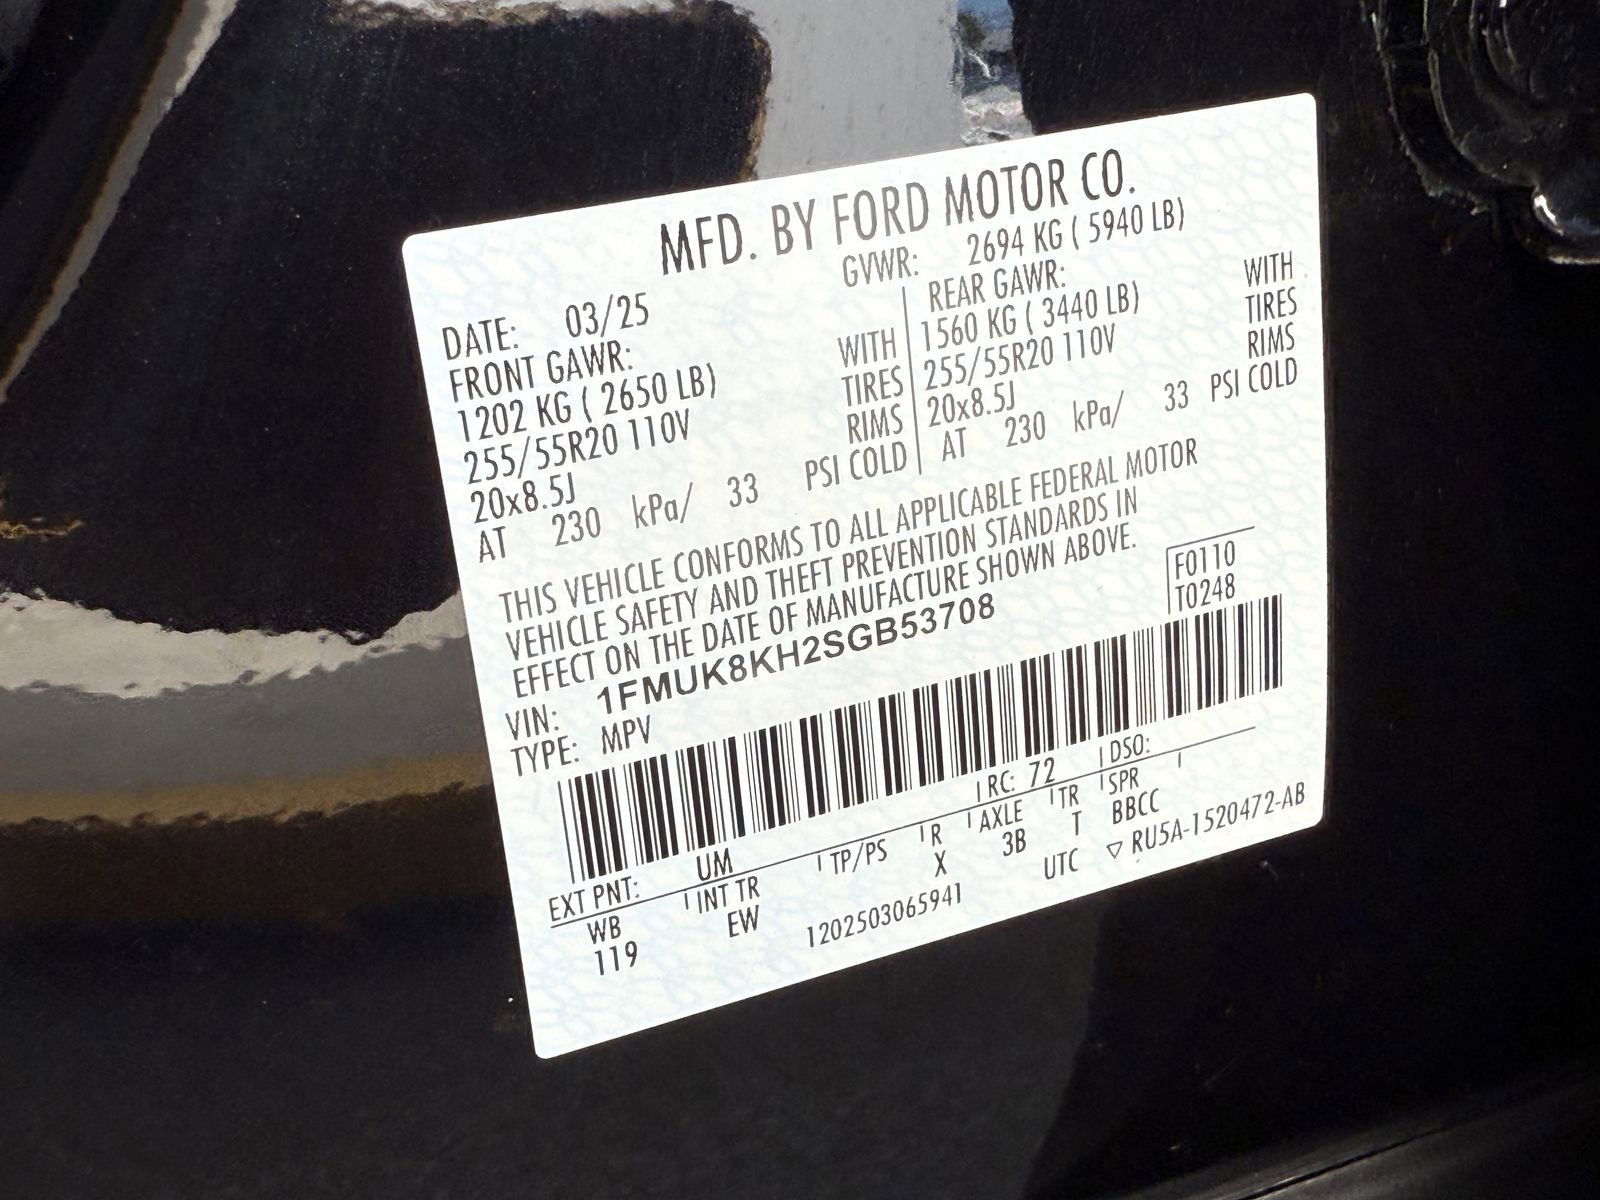 MFD. BY FORD MOTOR CO.
DATE: 03/25 GVWR: 2694 KG ( 5940 LB)
FRONT GAWR: REAR GAWR:
1202 KG ( 2650 LB) WITH 1560 KG ( 3440 LB) WITH
255/55R20 110V TIRES 255/55R20 110V TIRES
20x8.5J RIMS 20x8.5J RIMS
AT 230 kPa/ 33 PSI COLD AT 230 kPa/ 33 PSI COLD
THIS VEHICLE CONFORMS TO ALL APPLICABLE FEDERAL MOTOR
VEHICLE SAFETY AND THEFT PREVENTION STANDARDS IN
EFFECT ON THE DATE OF MANUFACTURE SHOWN ABOVE.
VIN: 1FMUK8KH2SGB53708 F0110
TYPE: MPV T0248
EXT PNT: UM RC: 72 DSO:
WB INT TR TP/PS R AXLE TR SPR
119 EW X 3B T BBCC
1202503065941 UTC ▽ RU5A-1520472-AB